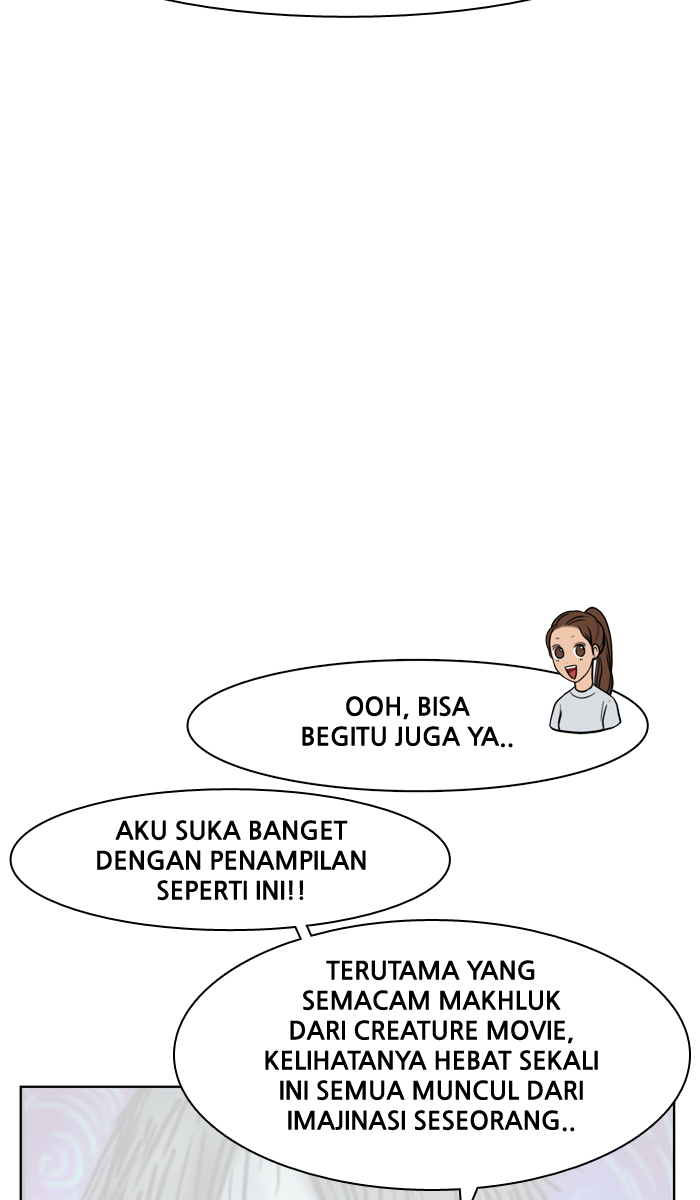 OOH, BISA
BEGITU JUGA YA..
AKU SUKA BANGET
DENGAN PENAMPILAN
SEPERTI INI!!
TERUTAMA YANG
SEMACAM MAKHLUK
DARI CREATURE MOVIE,
KELIHATANYA HEBAT SEKALI
INI SEMUA MUNCUL DARI
IMAJINASI SESEORANG..